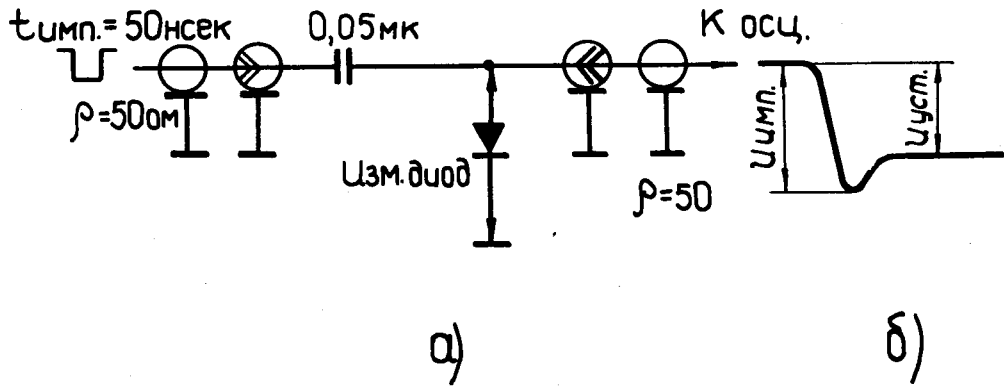 tимп. = 50нсек
ρ=50ом
0,05мк
Изм.диод
К осц.
ρ=50
Uимп.
Uуст.
а)
б)